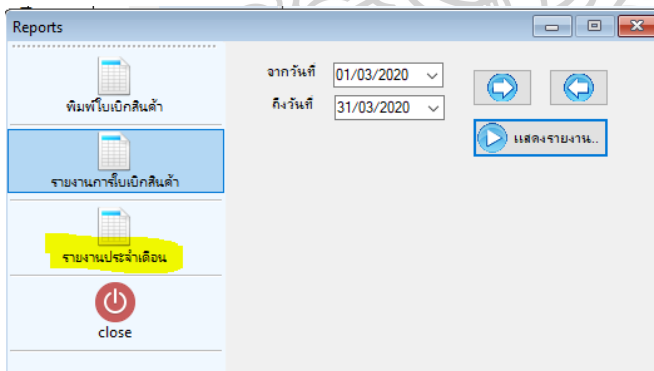 Reports
พิมพ์ใบเบิกสินค้า
รายงานการใบเบิกสินค้า
รายงานประจำเดือน
close
จากวันที่ 01/03/2020
ถึงวันที่ 31/03/2020
แสดงรายงาน..